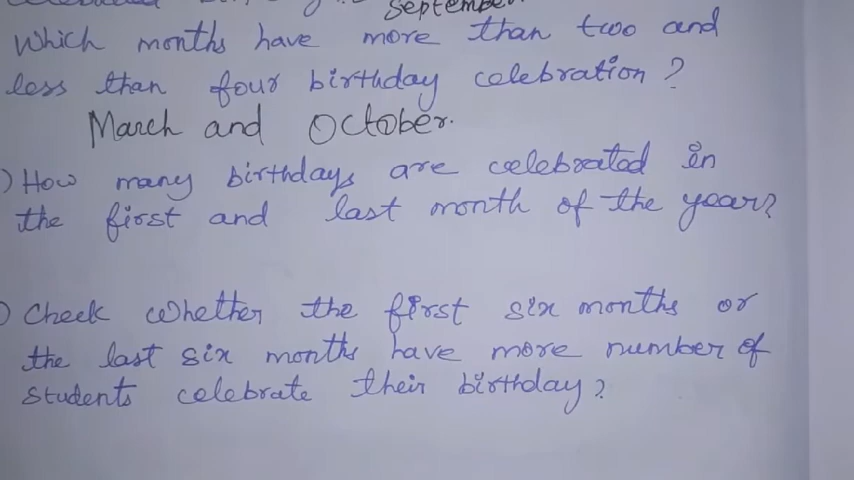 September
Which months have more than two and
less than four birthday celebration ?
March and October.
) How many birthdays are celebrated in
the first and last month of the year?
) Check whether the first six months or
the last six months have more number of
students celebrate their birthday ?